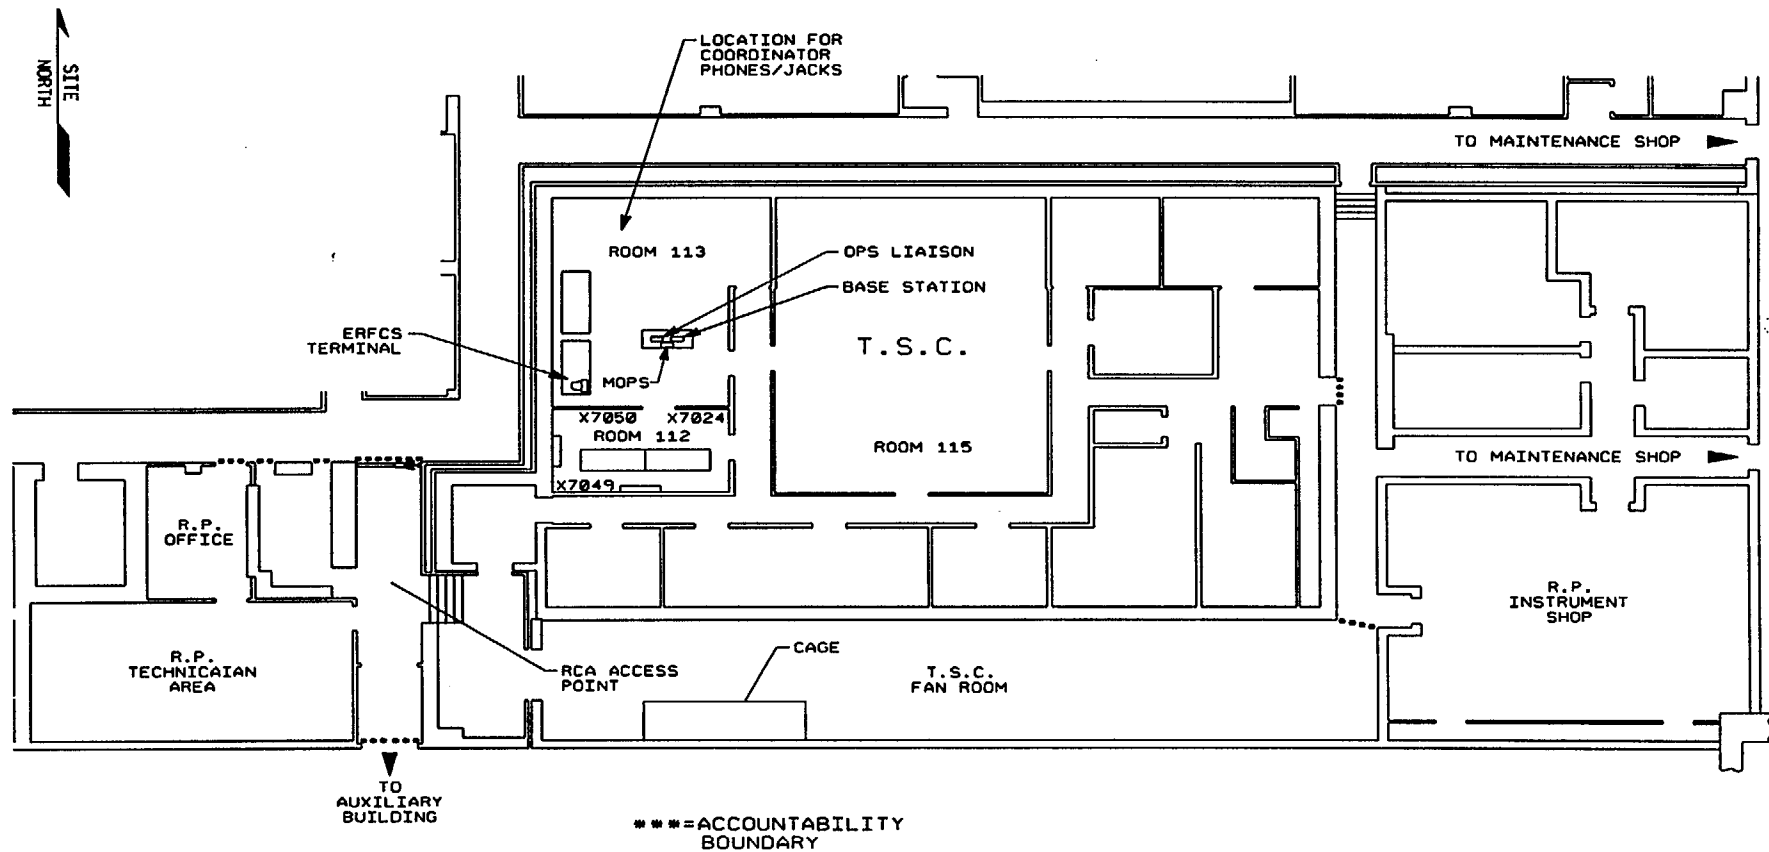 SITE
NORTH
LOCATION FOR
COORDINATOR
PHONES/JACKS
TO MAINTENANCE SHOP
ROOM 113
OPS LIAISON
BASE STATION
ERFCS
TERMINAL
T.S.C.
MOPS
X7050 X7024
ROOM 112
ROOM 115
TO MAINTENANCE SHOP
X7049
R.P.
OFFICE
R.P.
INSTRUMENT
SHOP
R.P.
TECHNICAIAN
AREA
RCA ACCESS
POINT
CAGE
T.S.C.
FAN ROOM
TO
AUXILIARY
BUILDING
***=ACCOUNTABILITY
BOUNDARY